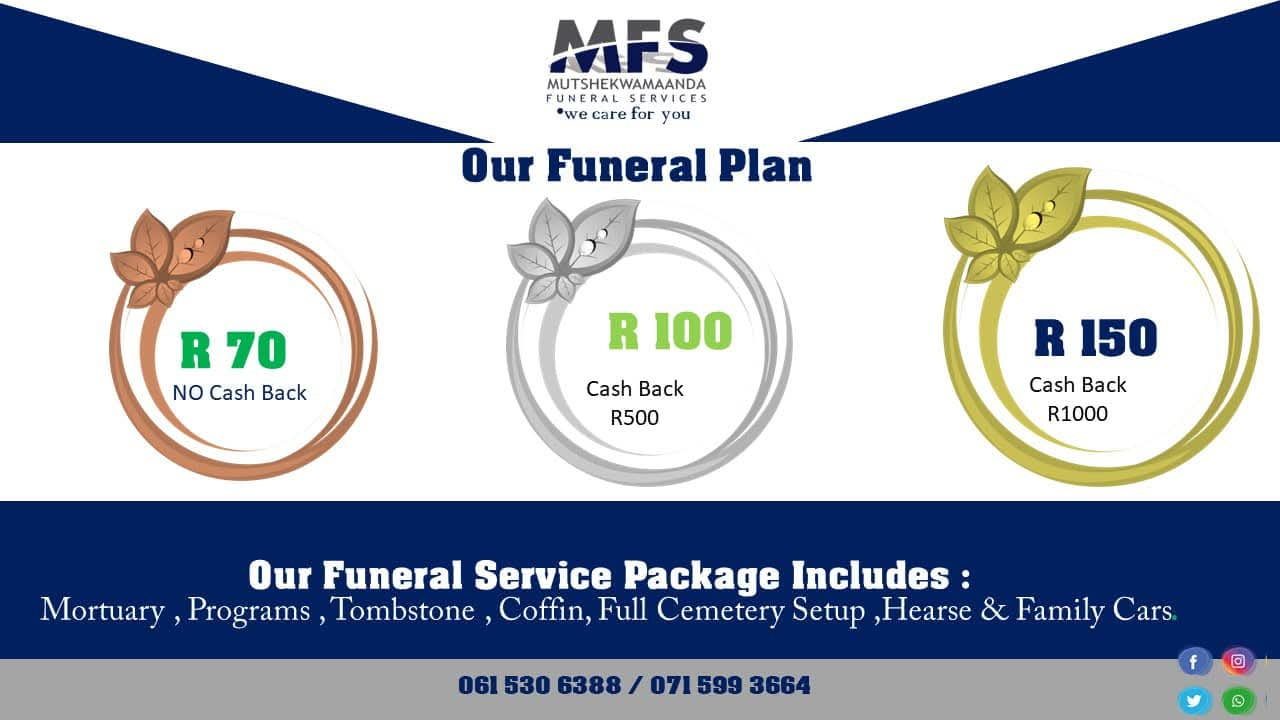 MFS
MUTSHEKWAMAANDA
FUNERAL SERVICES
•we care for you
Our Funeral Plan
R 70
NO Cash Back
R 100
Cash Back
R500
R 150
Cash Back
R1000
Our Funeral Service Package Includes :
Mortuary , Programs , Tombstone , Coffin, Full Cemetery Setup ,Hearse & Family Cars.
061 530 6388 / 071 599 3664